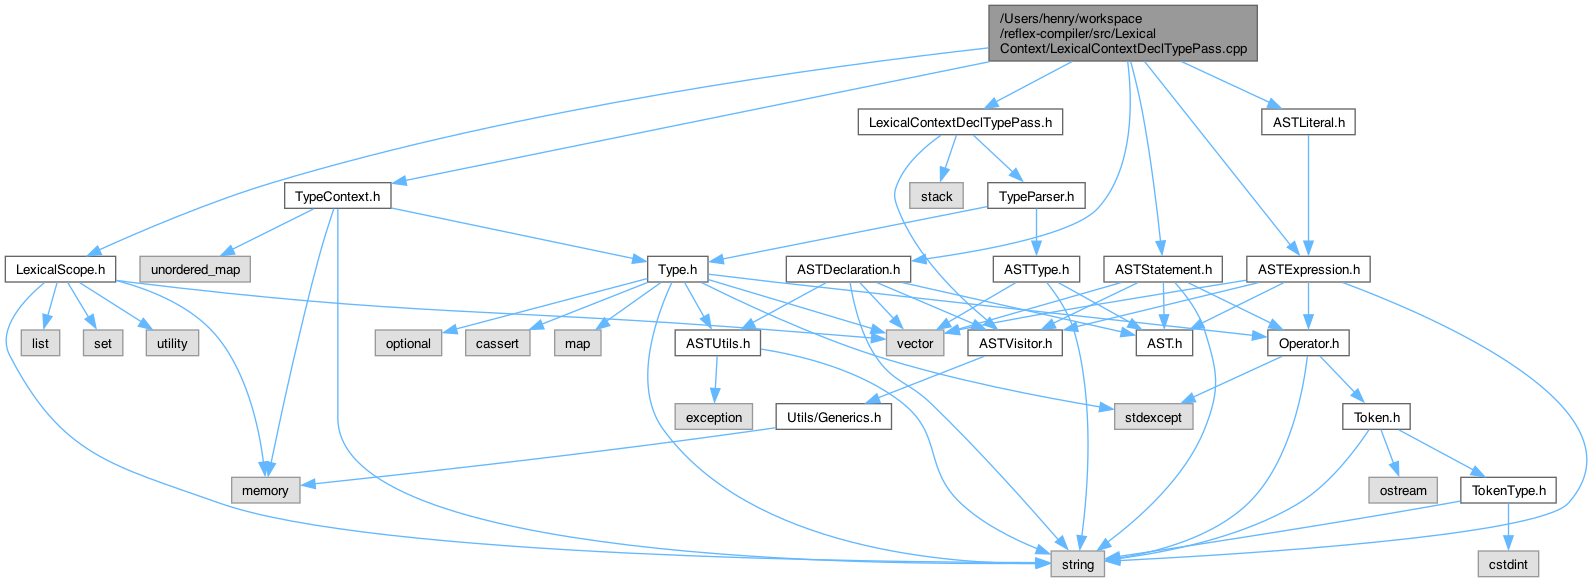 /Users/henry/workspace
/reflex-compiler/src/Lexical
Context/LexicalContextDeclTypePass.cpp
LexicalContextDeclTypePass.h
ASTLiteral.h
TypeContext.h
stack
TypeParser.h
LexicalScope.h
unordered_map
Type.h
ASTDeclaration.h
ASTType.h
ASTStatement.h
ASTExpression.h
list
set
utility
optional
cassert
map
ASTUtils.h
vector
ASTVisitor.h
AST.h
Operator.h
exception
Utils/Generics.h
stdexcept
Token.h
memory
ostream
TokenType.h
string
cstdint